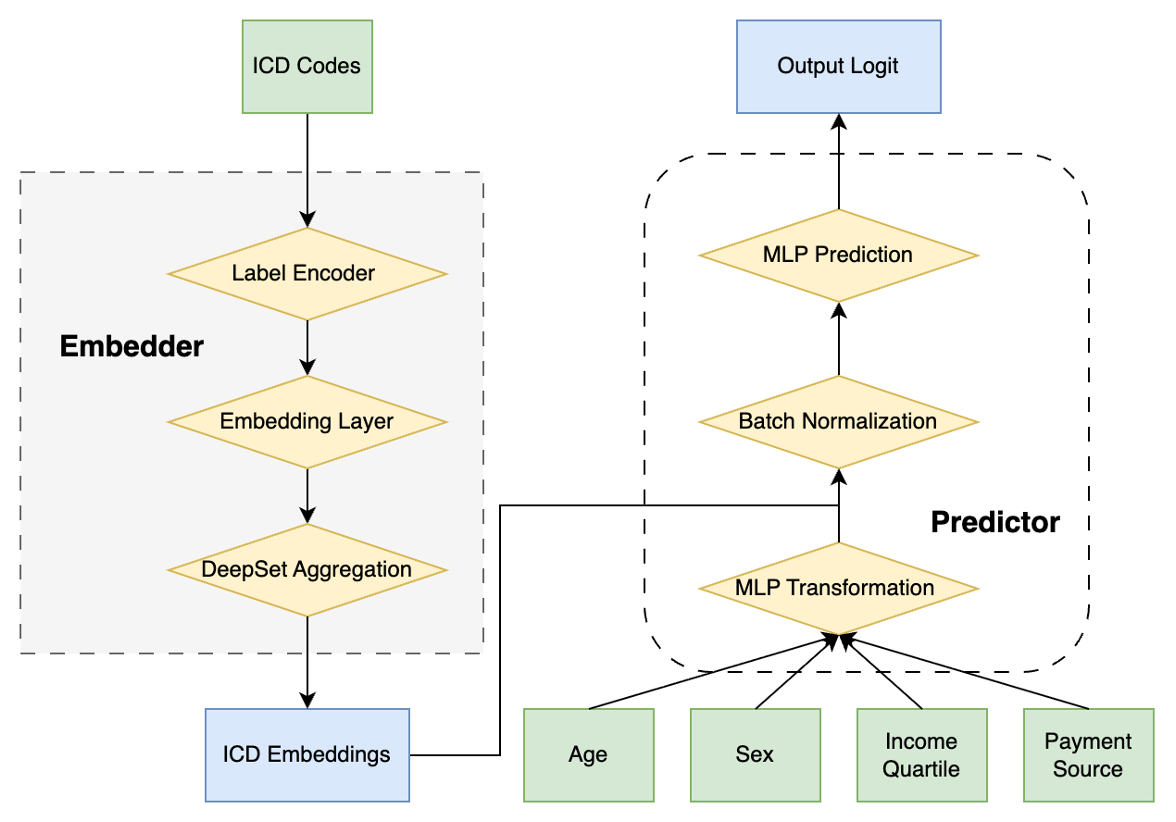 ICD Codes
Output Logit
Label Encoder
Embedder
Embedding Layer
DeepSet Aggregation
ICD Embeddings
MLP Prediction
Batch Normalization
Predictor
MLP Transformation
Age
Sex
Income
Quartile
Payment
Source